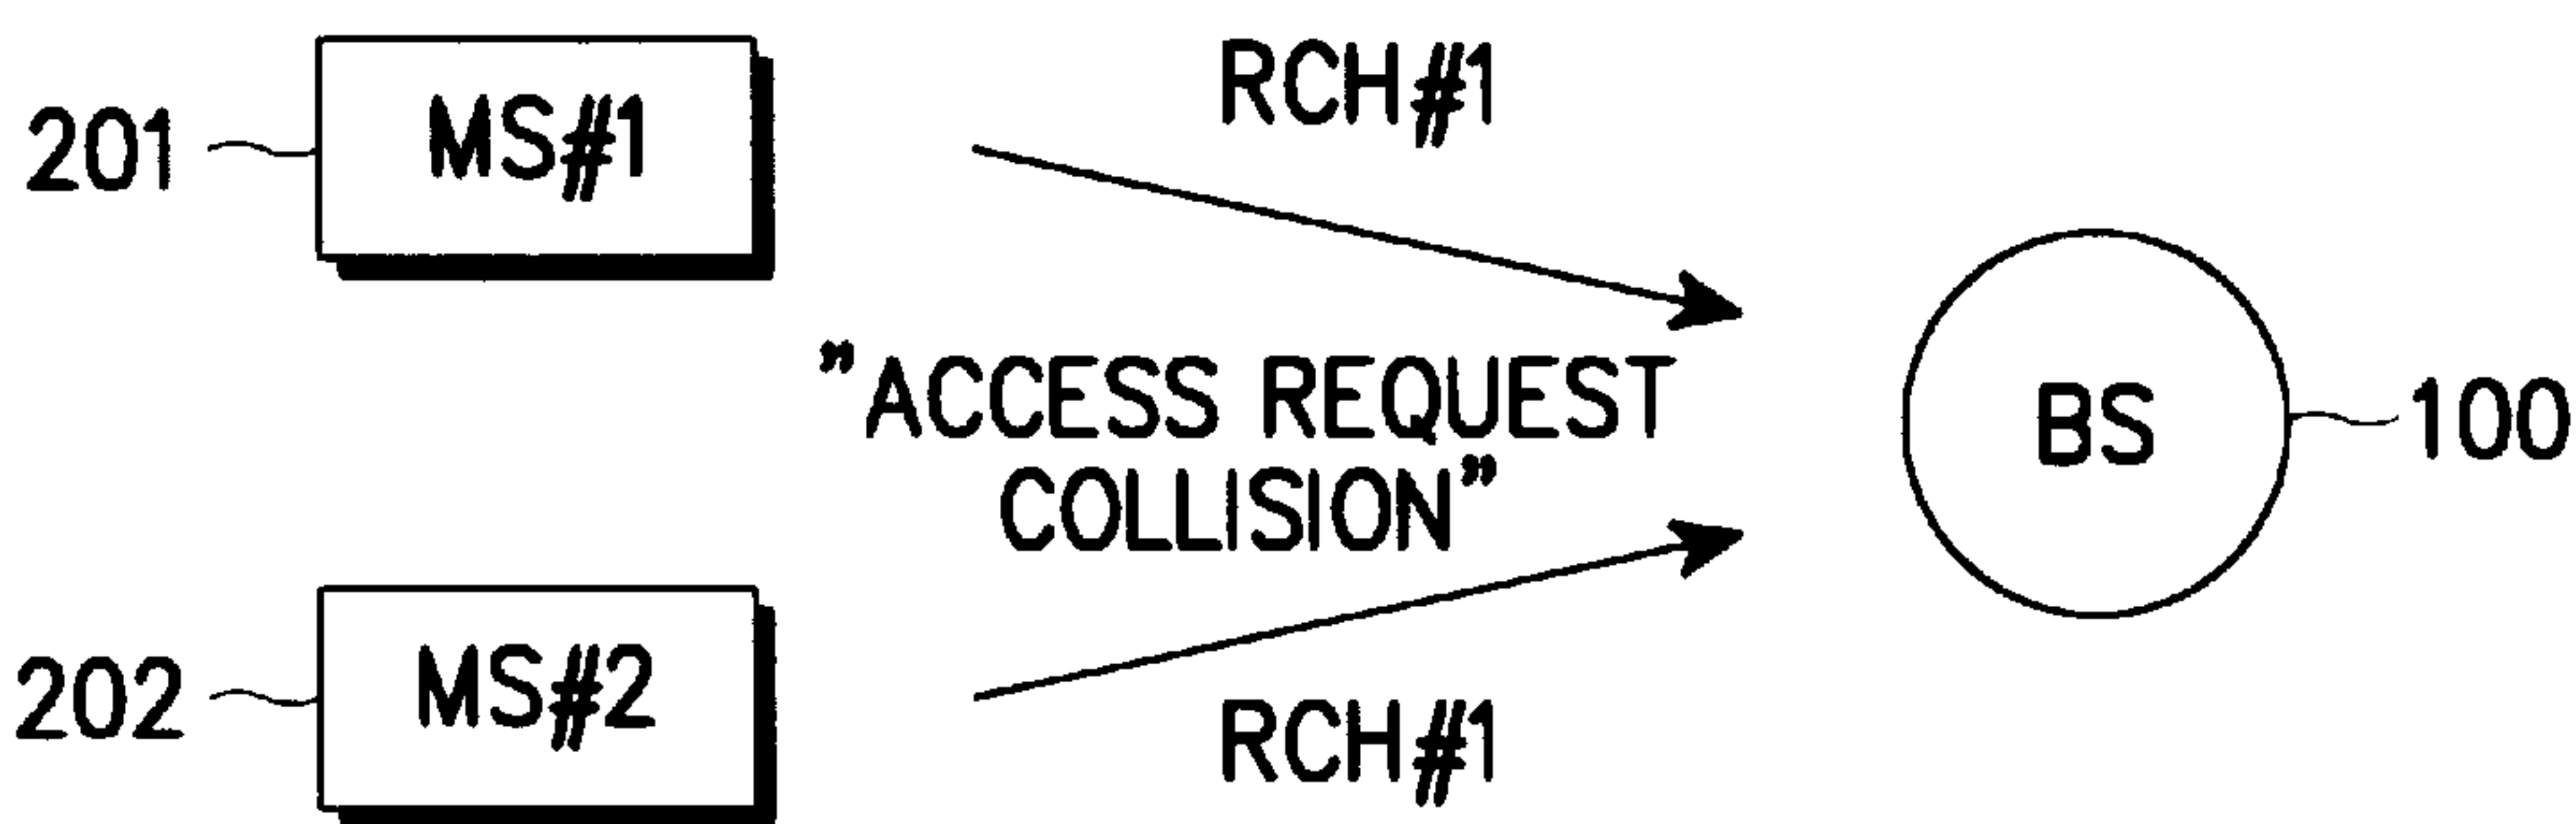 RCH#1
201
MS#1
"ACCESS REQUEST
COLLISION"
BS
100
202
MS#2
RCH#1